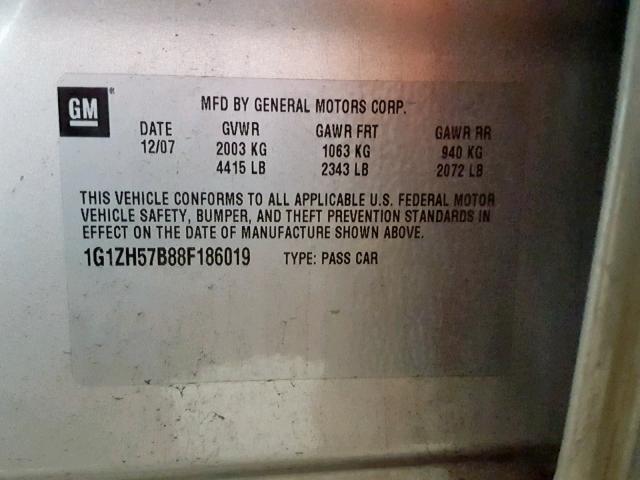 GM
MFD BY GENERAL MOTORS CORP.
DATE GVWR GAWR FRT GAWR RR
12/07 2003 KG 1063 KG 940 KG
4415 LB 2343 LB 2072 LB
THIS VEHICLE CONFORMS TO ALL APPLICABLE U.S. FEDERAL MOTOR
VEHICLE SAFETY, BUMPER, AND THEFT PREVENTION STANDARDS IN
EFFECT ON THE DATE OF MANUFACTURE SHOWN ABOVE.
1G1ZH57B88F186019 TYPE: PASS CAR